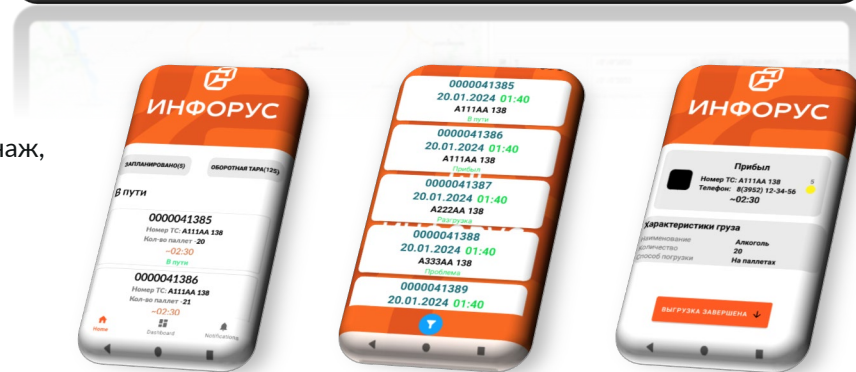 ИНФОРУС
ЗАПЛАНИРОВАНО(5) ОБОРОТНАЯ ТАРА(125)
В пути
0000041385
Номер ТС: А111АА 138
Кол-во паллет -20
~02:30
В пути
0000041386
Номер ТС: А111АА 138
Кол-во паллет -21
~02:30
Home Dashboard Notifications
0000041385
20.01.2024 01:40
А111АА 138
В пути
0000041386
20.01.2024 01:40
А111АА 138
Прибыл
0000041387
20.01.2024 01:40
А222АА 138
Разгрузка
0000041388
20.01.2024 01:40
А333АА 138
Проблема
0000041389
20.01.2024 01:40
ИНФОРУС
Прибыл
Номер ТС: А111АА 138 5
Телефон: 8(3952) 12-34-56
~02:30
Характеристики груза
наименование Алкоголь
количество 20
способ погрузки На паллетах
ВЫГРУЗКА ЗАВЕРШЕНА